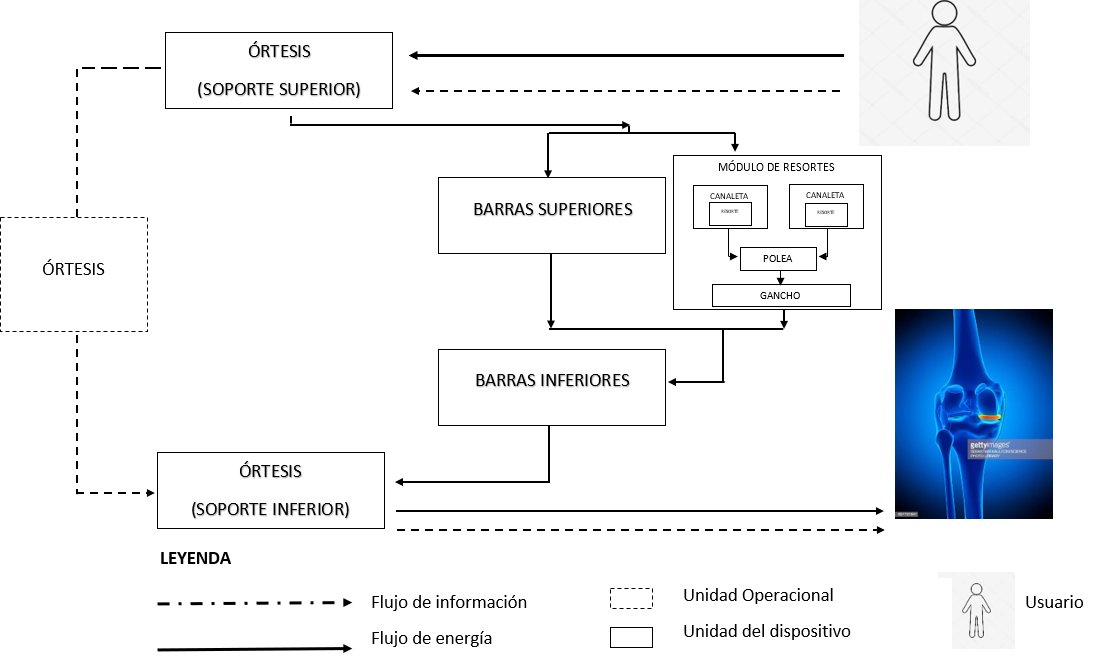 ÓRTESIS
(SOPORTE SUPERIOR)
MÓDULO DE RESORTES
CANALETA
CANALETA
RESORTE
RESORTE
BARRAS SUPERIORES
POLEA
ÓRTESIS
GANCHO
BARRAS INFERIORES
gettyimages
ÓRTESIS
(SOPORTE INFERIOR)
LEYENDA
Flujo de información
Unidad Operacional
Usuario
Flujo de energía
Unidad del dispositivo